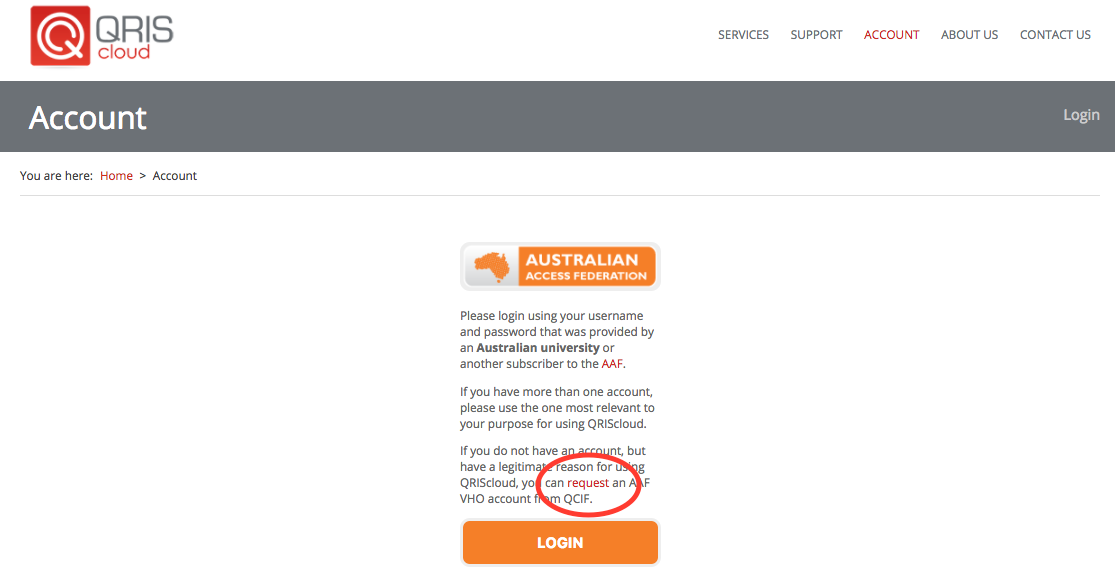 QRIS
cloud
SERVICES SUPPORT ACCOUNT ABOUT US CONTACT US
Account
Login
You are here: Home > Account
AUSTRALIAN
ACCESS FEDERATION
Please login using your username
and password that was provided by
an Australian university or
another subscriber to the AAF.
If you have more than one account,
please use the one most relevant to
your purpose for using QRIScloud.
If you do not have an account, but
have a legitimate reason for using
QRIScloud, you can request an AAF
VHO account from QCIF.
LOGIN